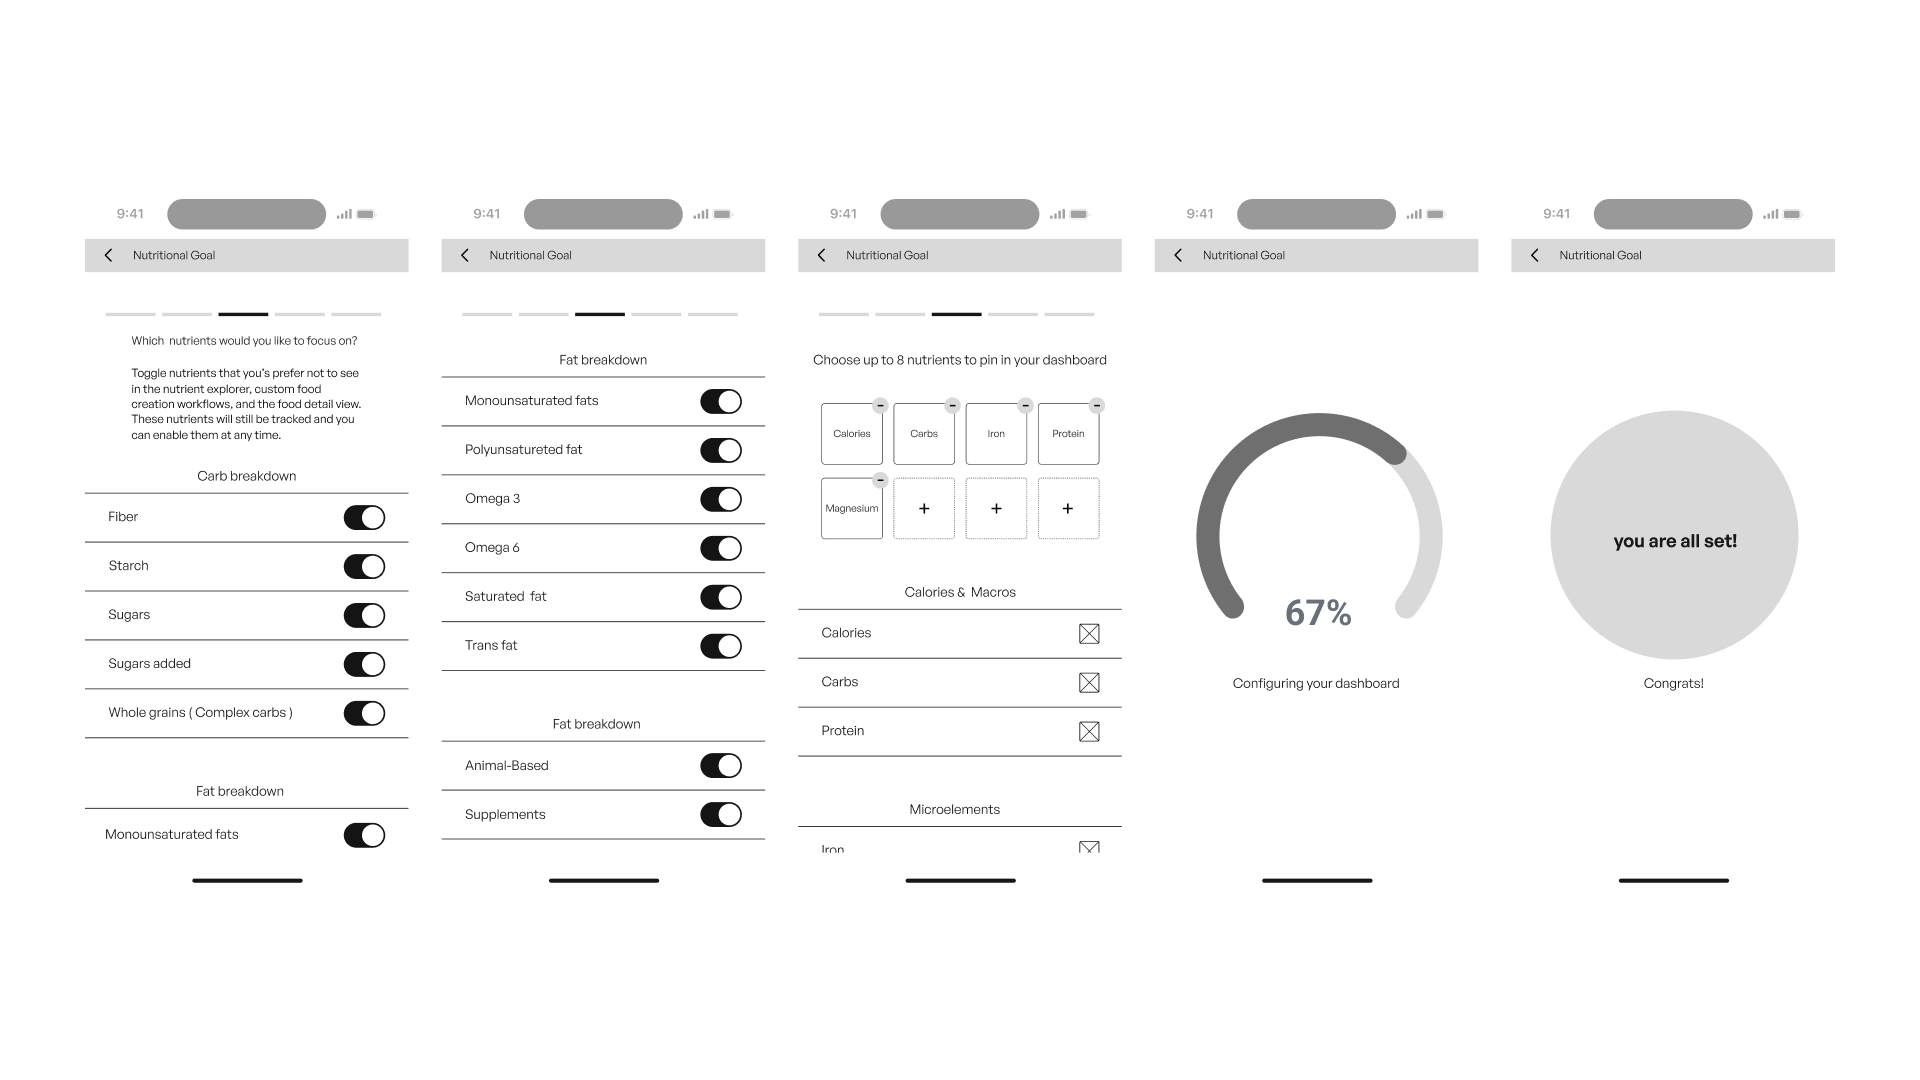 9:41
Nutritional Goal
Which nutrients would you like to focus on?
Toggle nutrients that you's prefer not to see
in the nutrient explorer, custom food
creation workflows, and the food detail view.
These nutrients will still be tracked and you
can enable them at any time.
Carb breakdown
Fiber
Starch
Sugars
Sugars added
Whole grains ( Complex carbs )
Fat breakdown
Monounsaturated fats
9:41
Nutritional Goal
Fat breakdown
Monounsaturated fats
Polyunsatureted fat
Omega 3
Omega 6
Saturated fat
Trans fat
Fat breakdown
Animal-Based
Supplements
9:41
Nutritional Goal
Choose up to 8 nutrients to pin in your dashboard
Calories Carbs Iron Protein
Magnesium + + +
Calories & Macros
Calories
Carbs
Protein
Microelements
Iron
9:41
Nutritional Goal
67%
Configuring your dashboard
9:41
Nutritional Goal
you are all set!
Congrats!